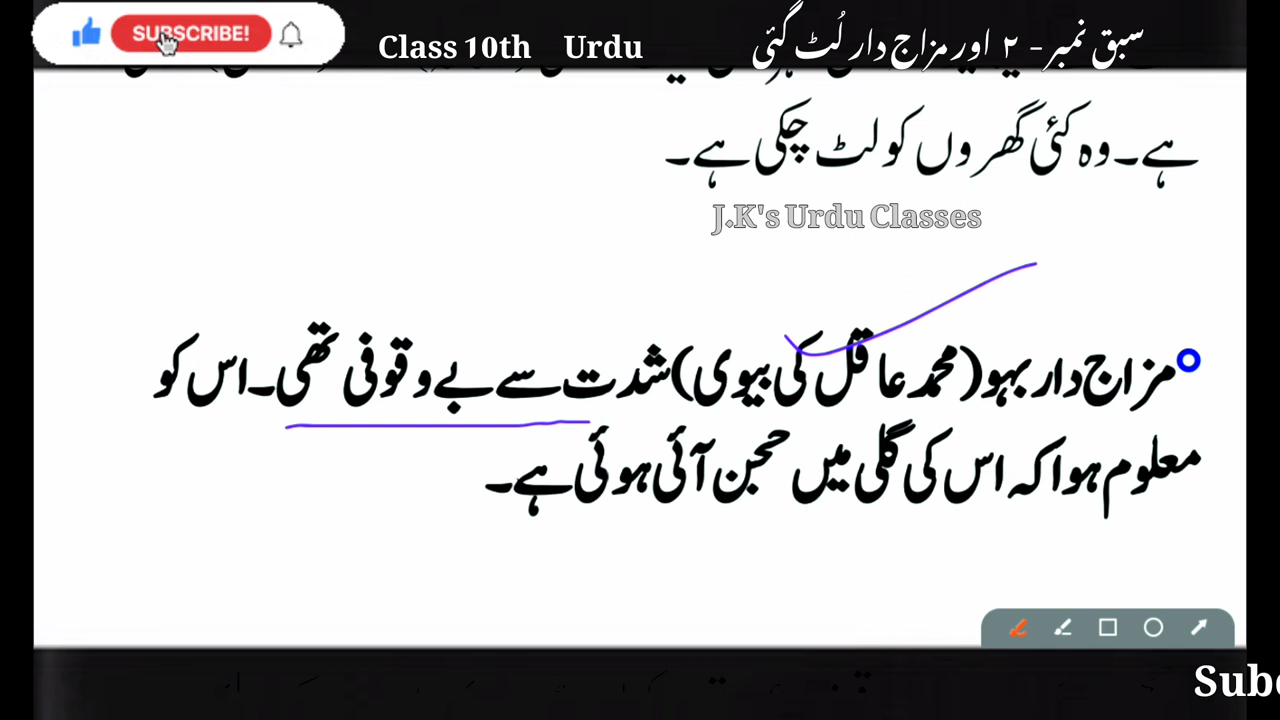 SUBSCRIBE!
Class 10th Urdu سبق نمبر - ۲ اور مزاج دار لُٹ گئی
ہے۔ وہ کئی گھروں کو لٹ چکی ہے۔
J.K's Urdu Classes
مزاج دار بہو (محمد عاقل کی بیوی) شدت سے بے وقوفی تھی۔ اس کو
معلوم ہوا کہ اس کی گلی میں حجن آئی ہوئی ہے۔